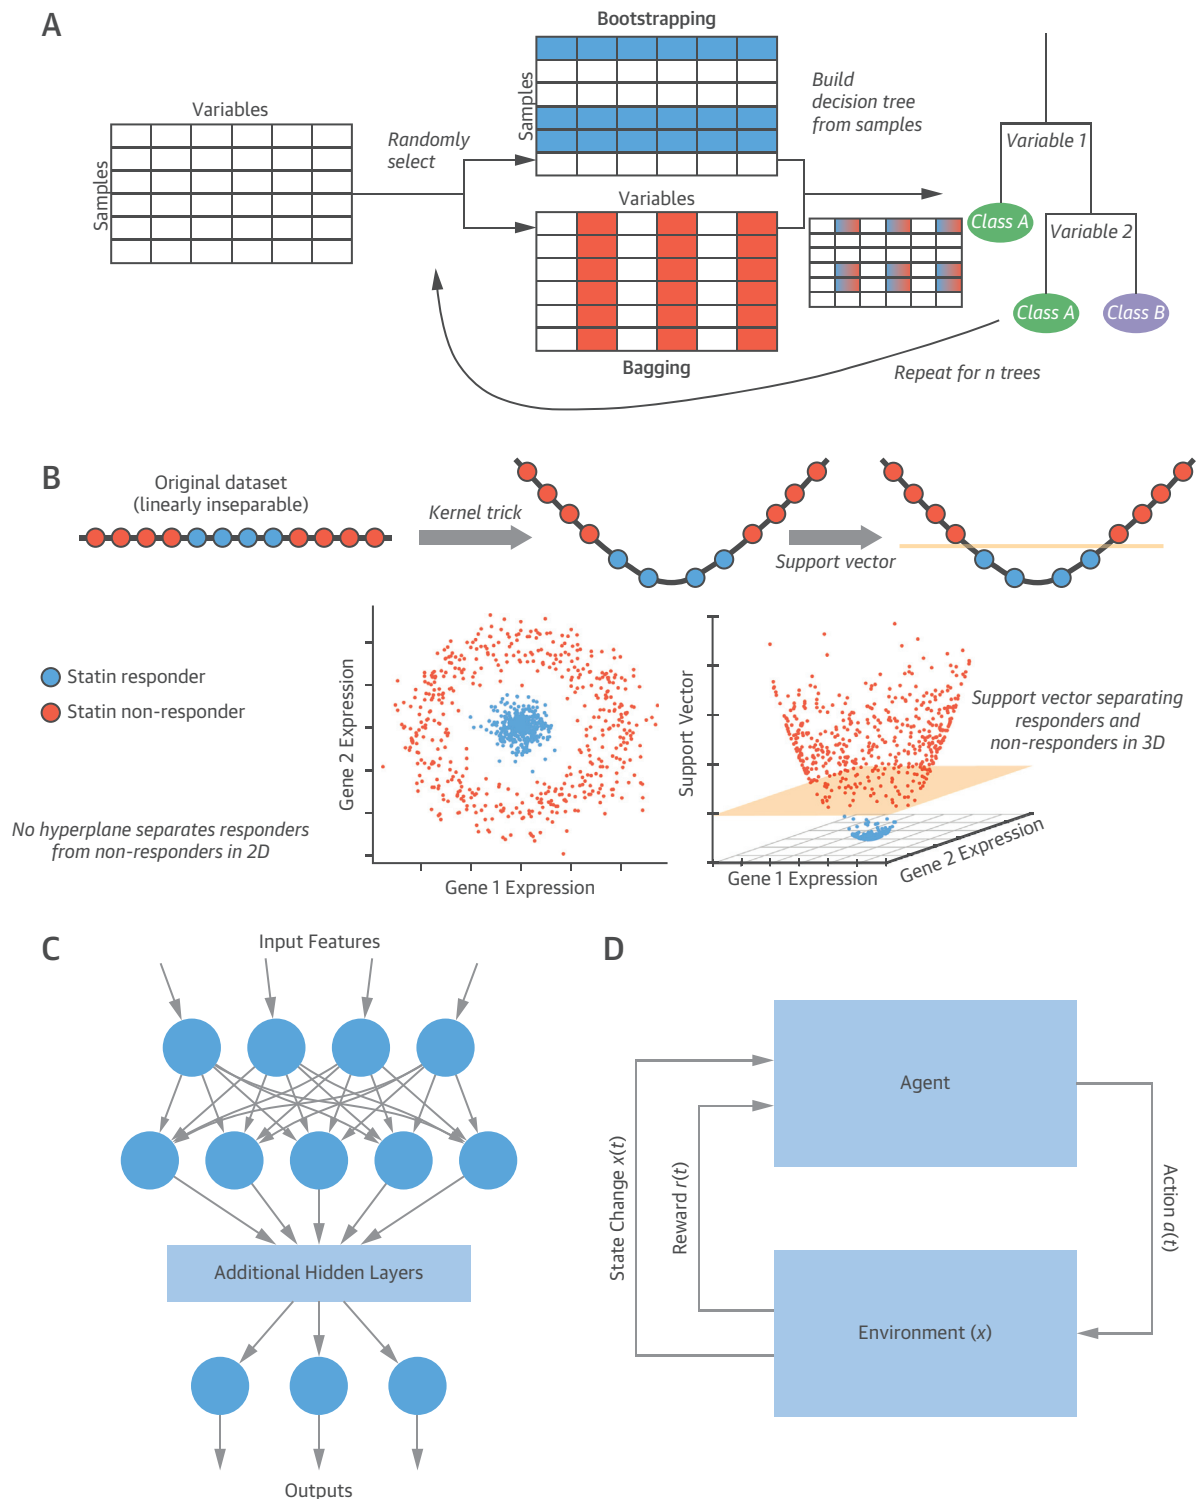 A
Bootstrapping
Variables
Samples
Randomly
select
Samples
Variables
Bagging
Build
decision tree
from samples
Variable 1
Class A
Variable 2
Class A
Class B
Repeat for n trees
B
Original dataset
(linearly inseparable)
Kernel trick
Support vector
Statin responder
Statin non-responder
No hyperplane separates responders
from non-responders in 2D
Gene 2 Expression
Gene 1 Expression
Support Vector
Gene 1 Expression
Gene 2 Expression
Support vector separating
responders and
non-responders in 3D
C
Input Features
Additional Hidden Layers
Outputs
D
Agent
State Change x(t)
Reward r(t)
Action a(t)
Environment (x)